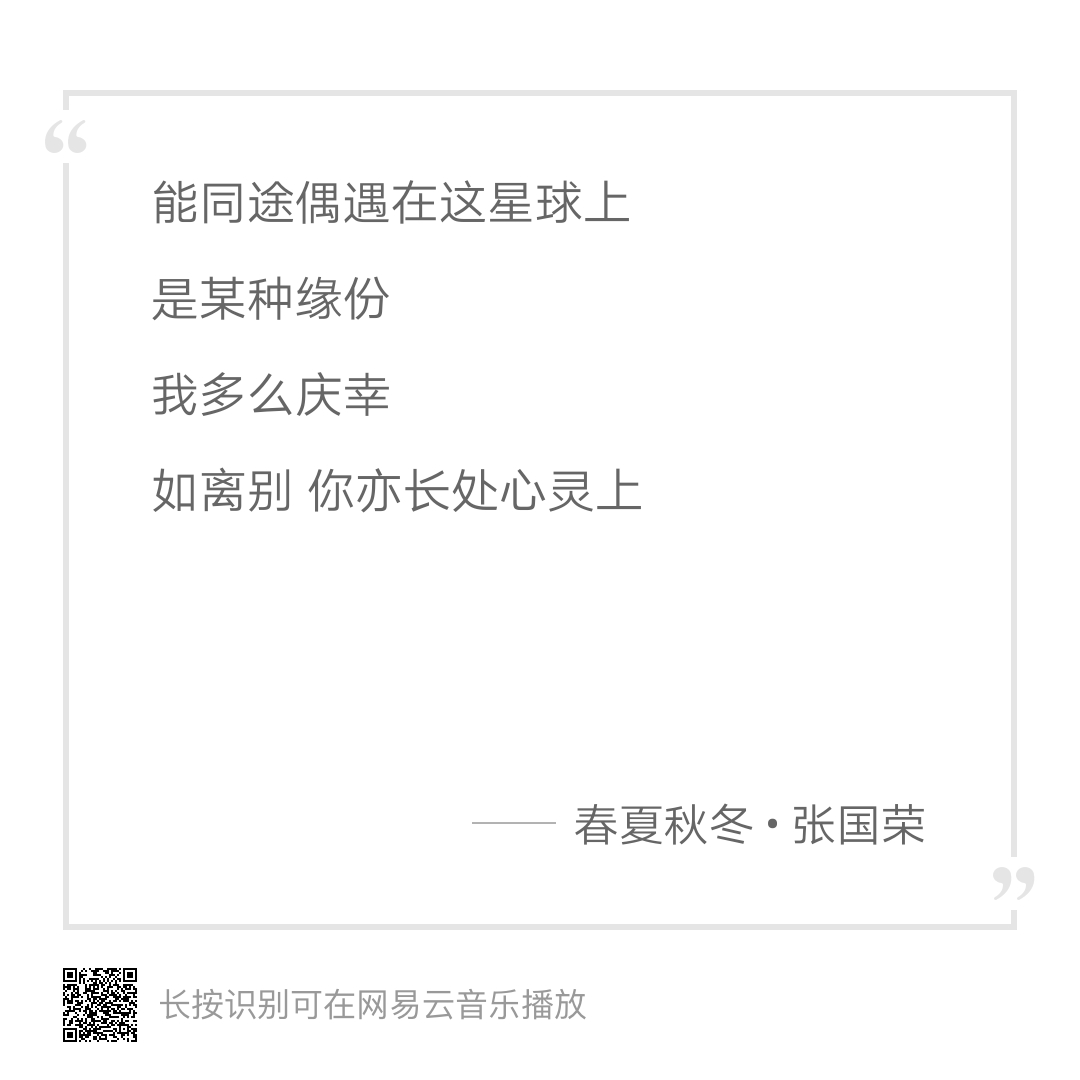 “
能同途偶遇在这星球上
是某种缘份
我多么庆幸
如离别 你亦长处心灵上
—— 春夏秋冬 • 张国荣
”
长按识别可在网易云音乐播放